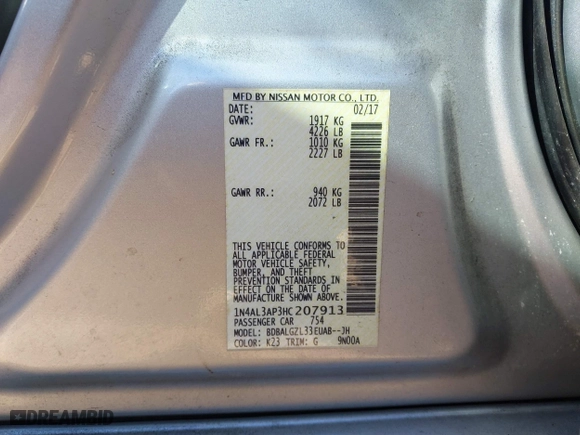 MFD BY NISSAN MOTOR CO., LTD.
DATE: 02/17
GVWR: 1917 KG
4226 LB
GAWR FR.: 1010 KG
2227 LB
GAWR RR.: 940 KG
2072 LB
THIS VEHICLE CONFORMS TO
ALL APPLICABLE FEDERAL
MOTOR VEHICLE SAFETY,
BUMPER, AND THEFT
PREVENTION STANDARDS IN
EFFECT ON THE DATE OF
MANUFACTURE SHOWN ABOVE.
1N4AL3AP3HC207913
PASSENGER CAR 754
MODEL: BDBALGZL33EUAB--JH
COLOR: K23 TRIM: G 9N00A
DREAMBID